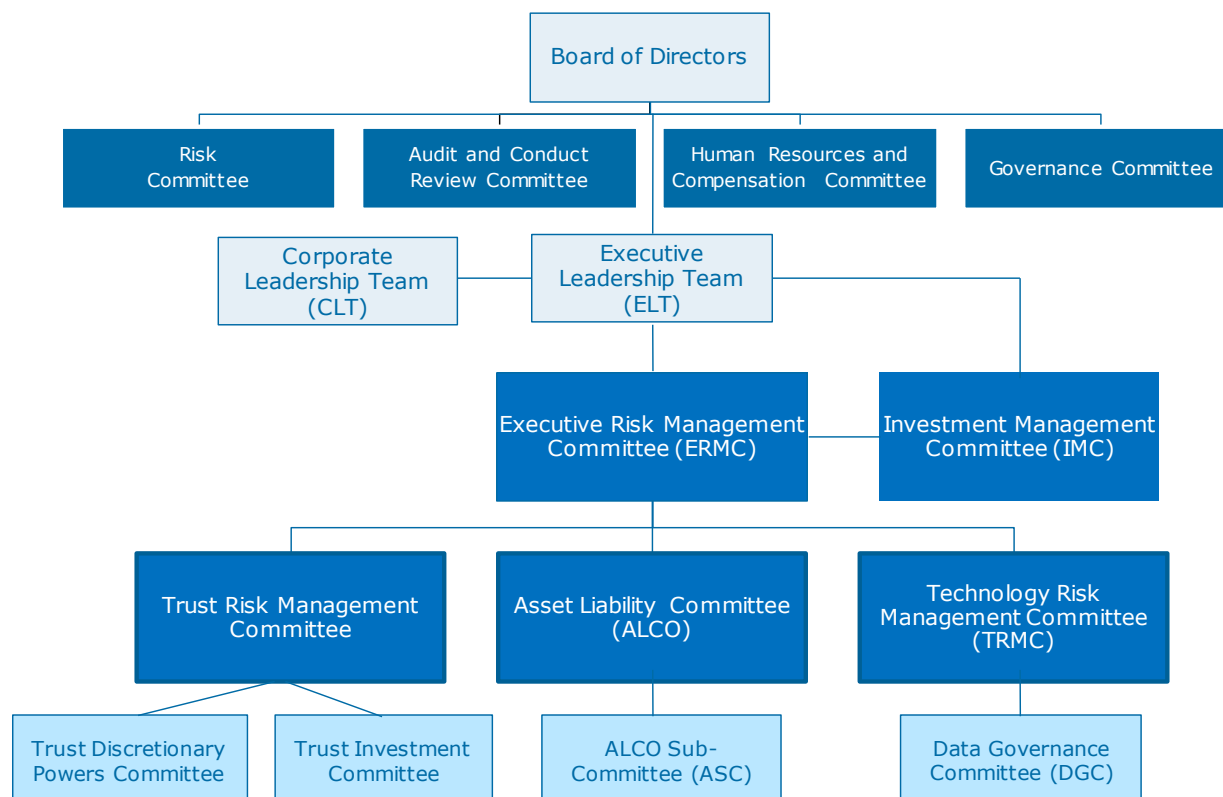 Board of Directors
Risk
Committee
Audit and Conduct
Review Committee
Human Resources and
Compensation Committee
Governance Committee
Corporate
Leadership Team
(CLT)
Executive
Leadership Team
(ELT)
Executive Risk Management
Committee (ERMC)
Investment Management
Committee (IMC)
Trust Risk Management
Committee
Asset Liability Committee
(ALCO)
Technology Risk
Management Committee
(TRMC)
Trust Discretionary
Powers Committee
Trust Investment
Committee
ALCO Sub-
Committee (ASC)
Data Governance
Committee (DGC)